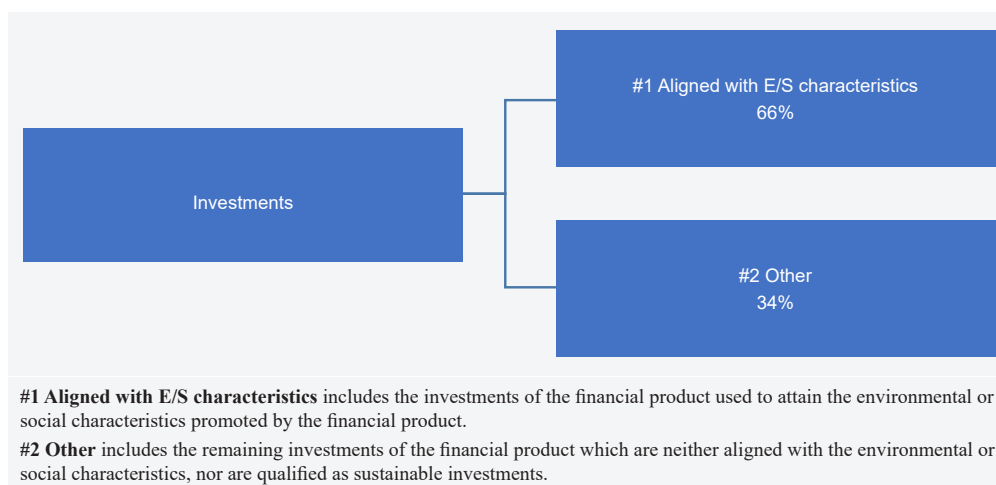 #1 Aligned with E/S characteristics
66%
Investments
#2 Other
34%
#1 Aligned with E/S characteristics includes the investments of the financial product used to attain the environmental or
social characteristics promoted by the financial product.
#2 Other includes the remaining investments of the financial product which are neither aligned with the environmental or
social characteristics, nor are qualified as sustainable investments.